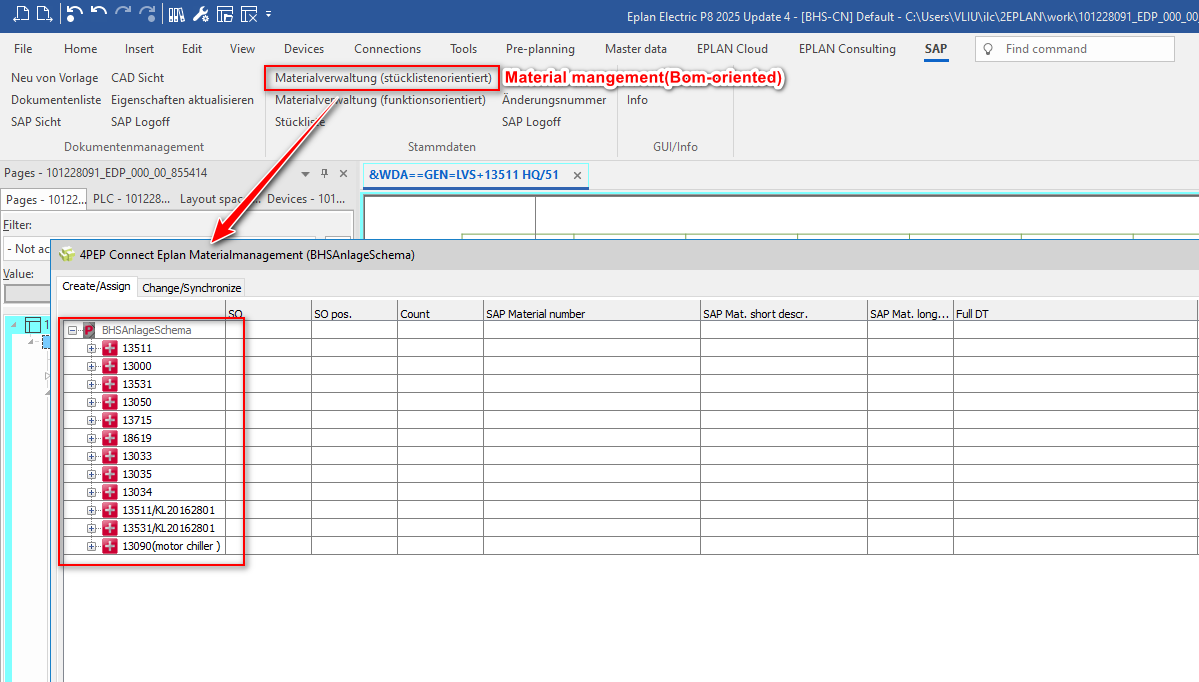 Eplan Electric P8 2025 Update 4 - [BHS-CN] Default - C:\Users\VLIU\ilc\2EPLAN\work\101228091_EDP_000_00
File Home Insert Edit View Devices Connections Tools Pre-planning Master data EPLAN Cloud EPLAN Consulting SAP Find command
Neu von Vorlage CAD Sicht Materialverwaltung (stücklistenorientiert) Material mangement(Bom-oriented)
Dokumentenliste Eigenschaften aktualisieren Materialverwaltung (funktionsorientiert) Änderungsnummer Info
SAP Sicht SAP Logoff Stückliste SAP Logoff
Dokumentenmanagement Stammdaten GUI/Info
Pages - 101228091_EDP_000_00_855414 &WDA==GEN=LVS+13511 HQ/51
Pages - 10122... PLC - 101228... Layout spac... Devices - 101...
Filter:
- Not ac
4PEP Connect Eplan Materialmanagement (BHSAnlageSchema)
Value:
Create/Assign Change/Synchronize
SO SO pos. Count SAP Material number SAP Mat. short descr. SAP Mat. long... Full DT
1
P BHSAnlageSchema
13511
13000
13531
13050
13715
18619
13033
13035
13034
13511/KL20162801
13531/KL20162801
13090(motor chiller )